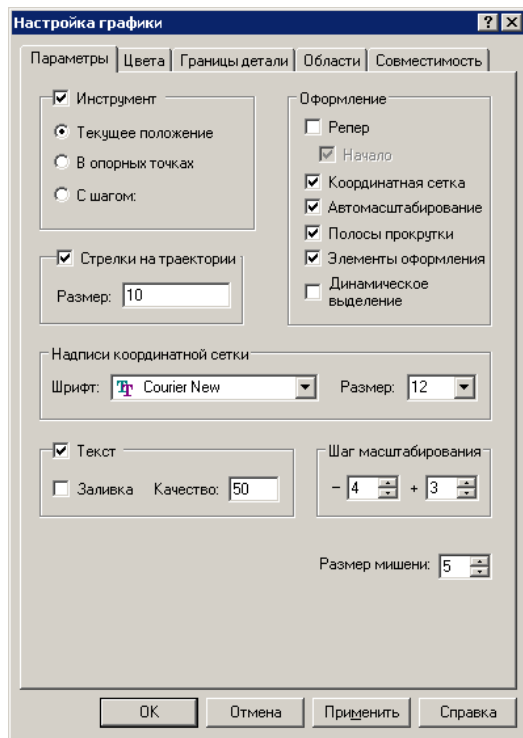 Настройка графики
Параметры Цвета Границы детали Области Совместимость
Инструмент
Текущее положение
В опорных точках
С шагом:
Оформление
Репер
Начало
Координатная сетка
Автомасштабирование
Полосы прокрутки
Элементы оформления
Динамическое
выделение
Стрелки на траектории
Размер: 10
Надписи координатной сетки
Шрифт: Courier New Размер: 12
Текст
Заливка Качество: 50
Шаг масштабирования
- 4 + 3
Размер мишени: 5
OK Отмена Применить Справка